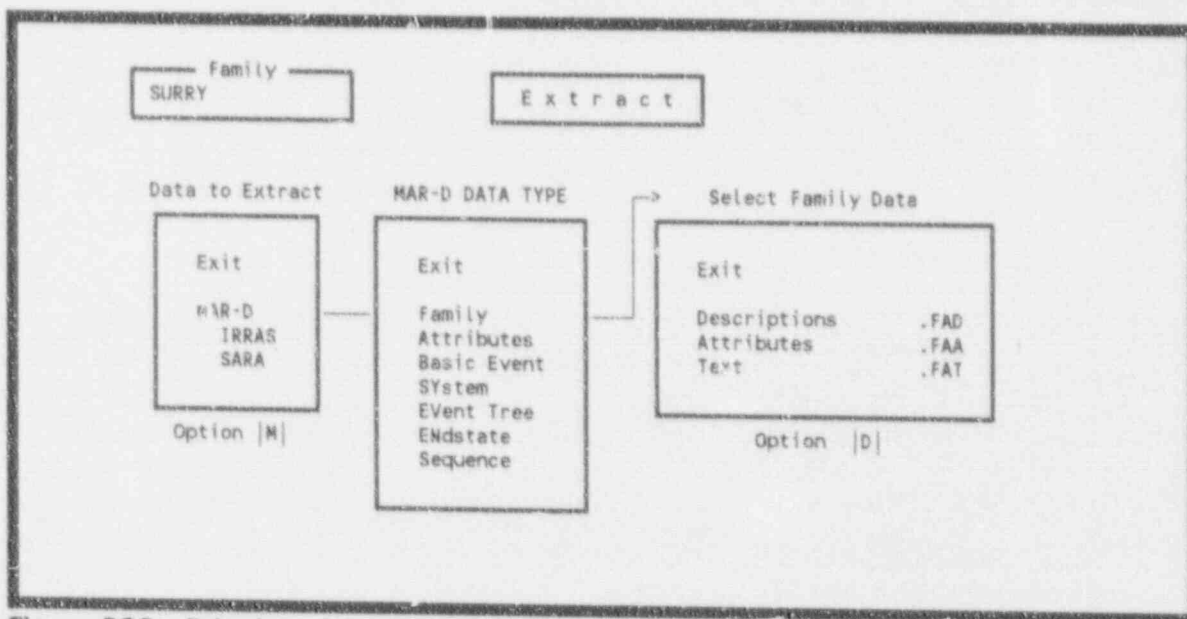 Family
SURRY
Extract
Data to Extract
Exit
MAR-D
IRRAS
SARA
Option |M|
MAR-D DATA TYPE
Exit
Family
Attributes
Basic Event
SYstem
EVent Tree
ENdstate
Sequence
Select Family Data
Exit
Descriptions .FAD
Attributes .FAA
Text .FAT
Option |D|